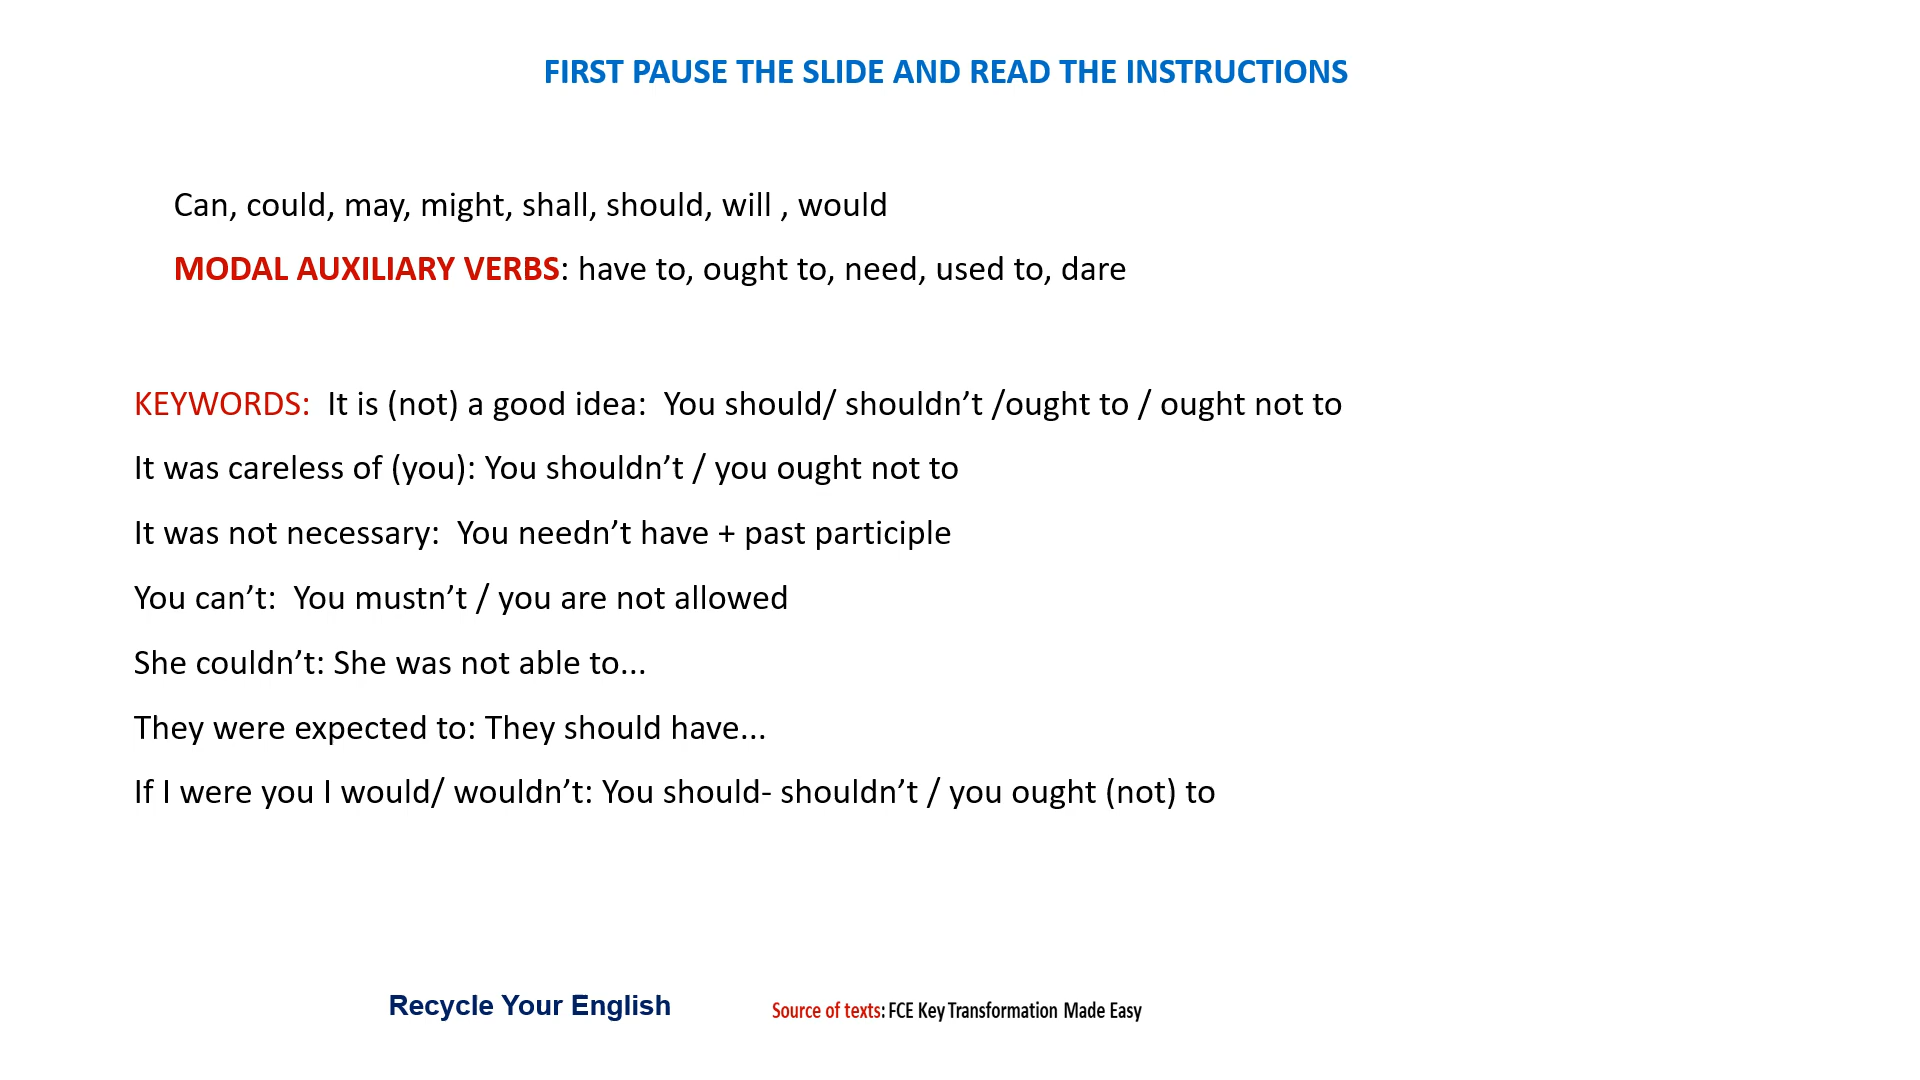 FIRST PAUSE THE SLIDE AND READ THE INSTRUCTIONS
Can, could, may, might, shall, should, will , would
MODAL AUXILIARY VERBS: have to, ought to, need, used to, dare
KEYWORDS:  It is (not) a good idea:  You should/ shouldn’t /ought to / ought not to
It was careless of (you): You shouldn’t / you ought not to
It was not necessary:  You needn’t have + past participle
You can’t:  You mustn’t / you are not allowed
She couldn’t: She was not able to...
They were expected to: They should have...
If I were you I would/ wouldn’t: You should- shouldn’t / you ought (not) to
Recycle Your English
Source of texts: FCE Key Transformation Made Easy